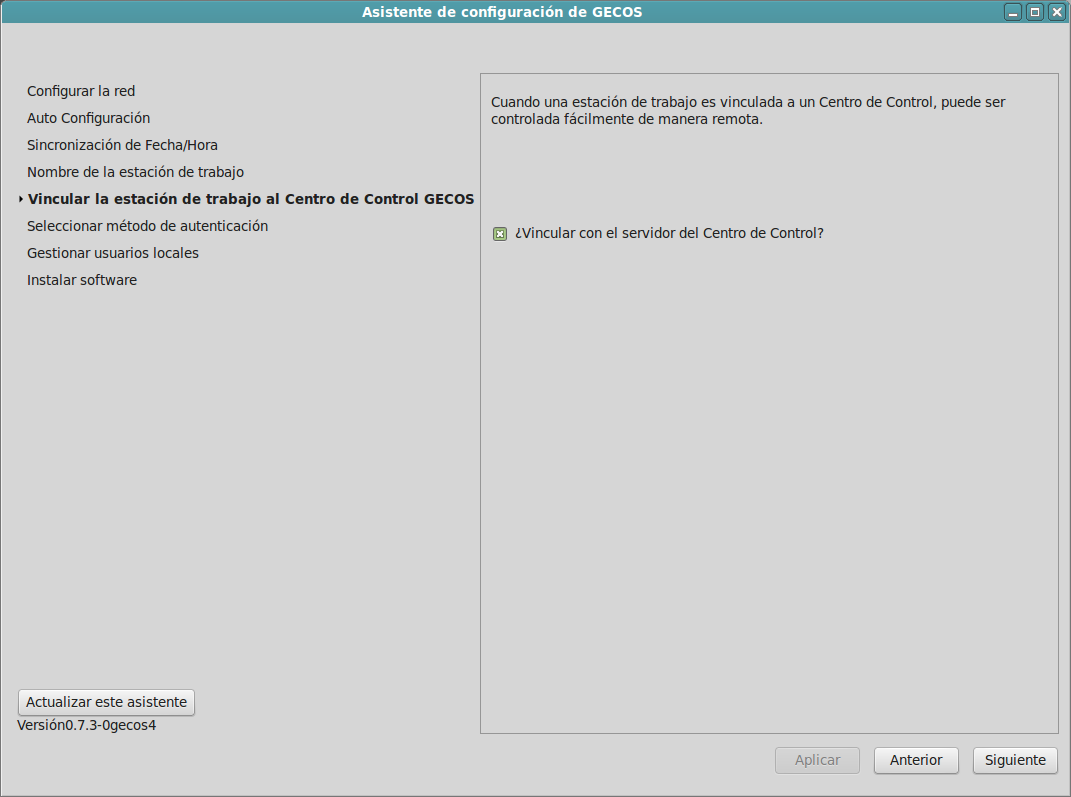 Asistente de configuración de GECOS
Configurar la red
Auto Configuración
Sincronización de Fecha/Hora
Nombre de la estación de trabajo
Vincular la estación de trabajo al Centro de Control GECOS
Seleccionar método de autenticación
Gestionar usuarios locales
Instalar software
Cuando una estación de trabajo es vinculada a un Centro de Control, puede ser
controlada fácilmente de manera remota.
¿Vincular con el servidor del Centro de Control?
Actualizar este asistente
Versión0.7.3-0gecos4
Aplicar
Anterior
Siguiente